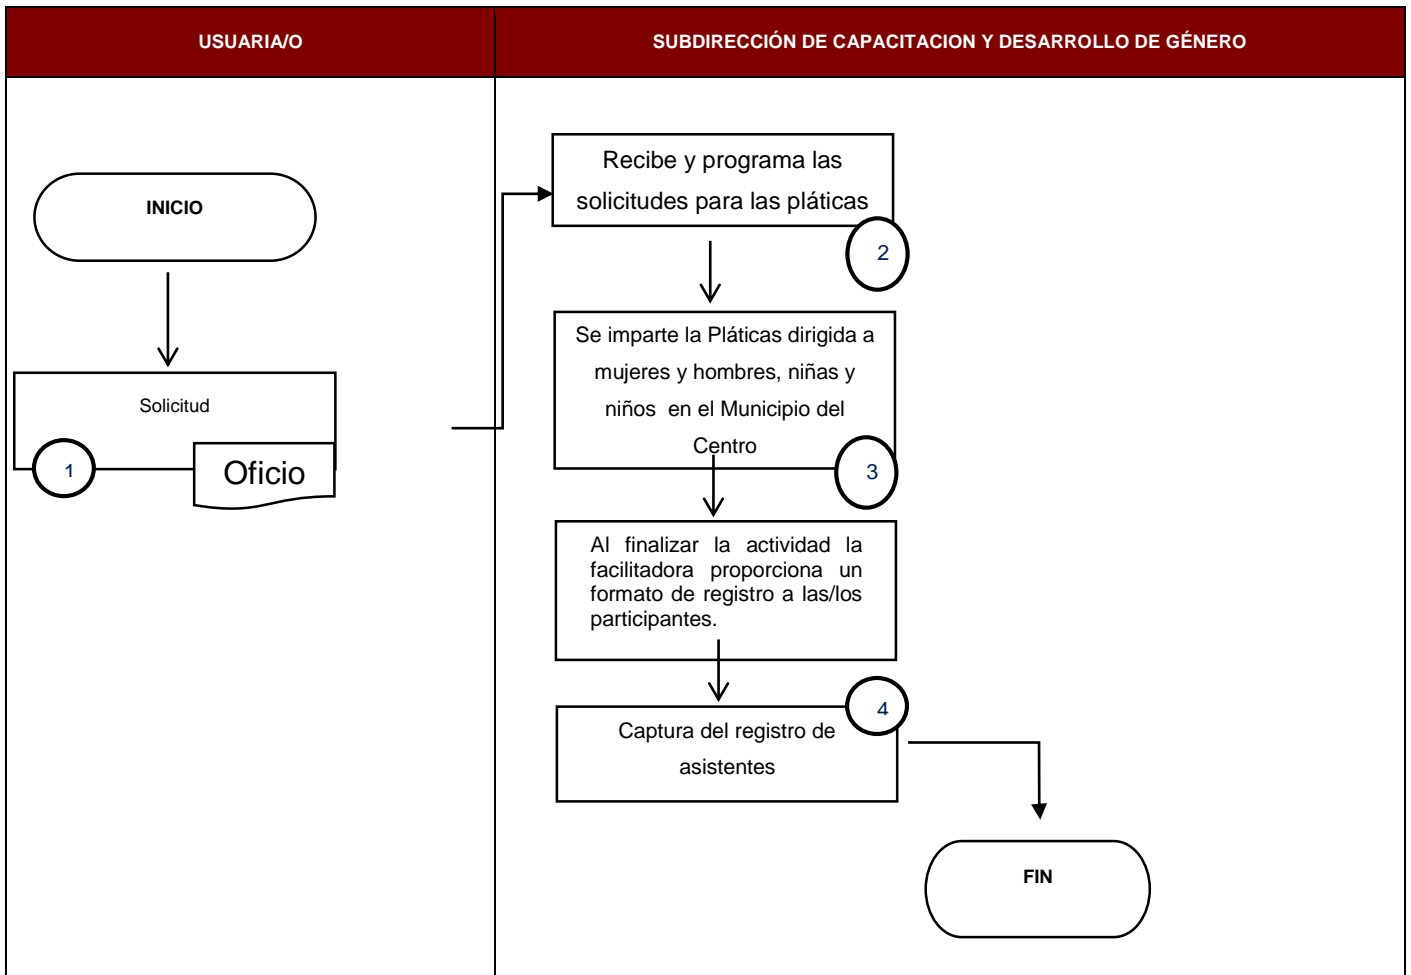 USUARIA/O
SUBDIRECCIÓN DE CAPACITACION Y DESARROLLO DE GÉNERO
INICIO
Solicitud
1
Oficio
Recibe y programa las
solicitudes para las pláticas
2
Se imparte la Pláticas dirigida a
mujeres y hombres, niñas y
niños en el Municipio del
Centro
3
Al finalizar la actividad la
facilitadora proporciona un
formato de registro a las/los
participantes.
4
Captura del registro de
asistentes
FIN